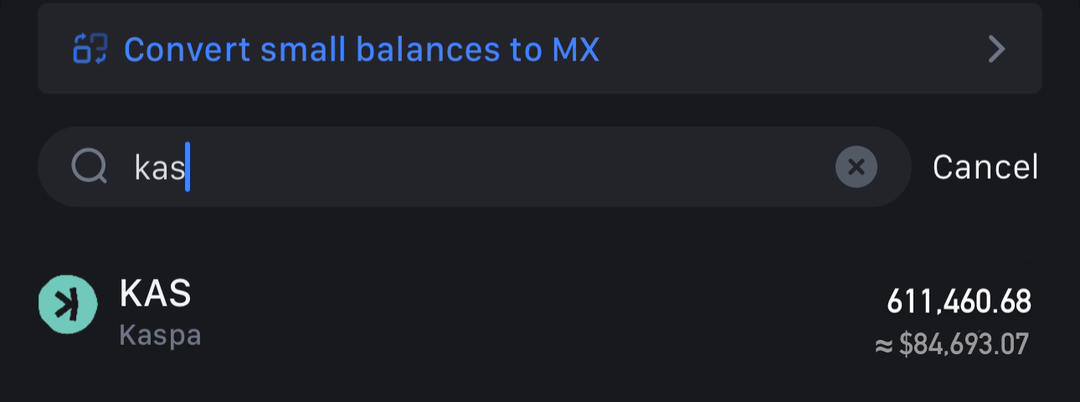 Convert small balances to MX
kas
Cancel
KAS
611,460.68
Kaspa
≈ $84,693.07